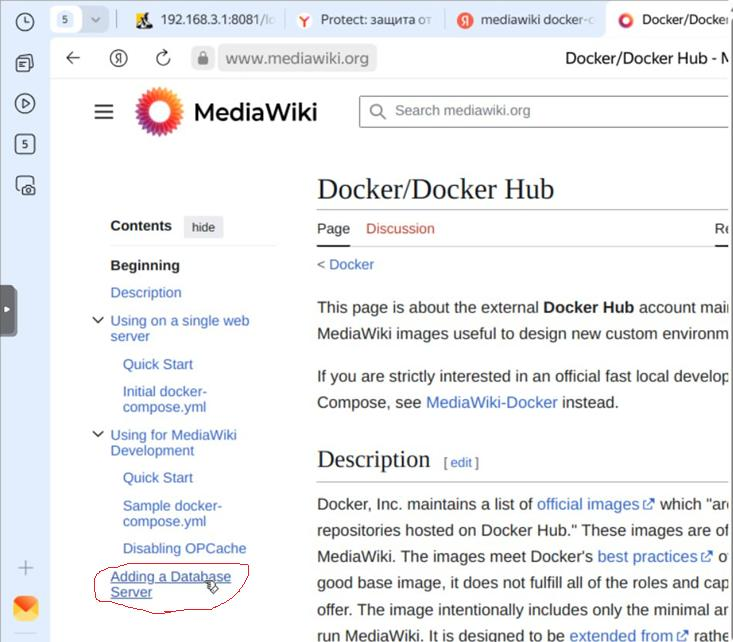 5
192.168.3.1:8081/
Protect: защита от
mediawiki docker-
Docker/Docke
Я
www.mediawiki.org
Docker/Docker Hub - M
MediaWiki
Search mediawiki.org
5
Docker/Docker Hub
Contents
hide
Page
Discussion
Re
Beginning
< Docker
Description
Using on a single web
server
Quick Start
Initial docker-
compose.yml
Using for MediaWiki
Development
Quick Start
Sample docker-
compose.yml
Disabling OPCache
Adding a Database
Server
This page is about the external Docker Hub account mai
MediaWiki images useful to design new custom environm
If you are strictly interested in an official fast local develop
Compose, see MediaWiki-Docker instead.
Description [ edit ]
Docker, Inc. maintains a list of official images which "are
repositories hosted on Docker Hub." These images are of
MediaWiki. The images meet Docker's best practices o
good base image, it does not fulfill all of the roles and cap
offer. The image intentionally includes only the minimal ar
run MediaWiki. It is designed to be extended from rathe